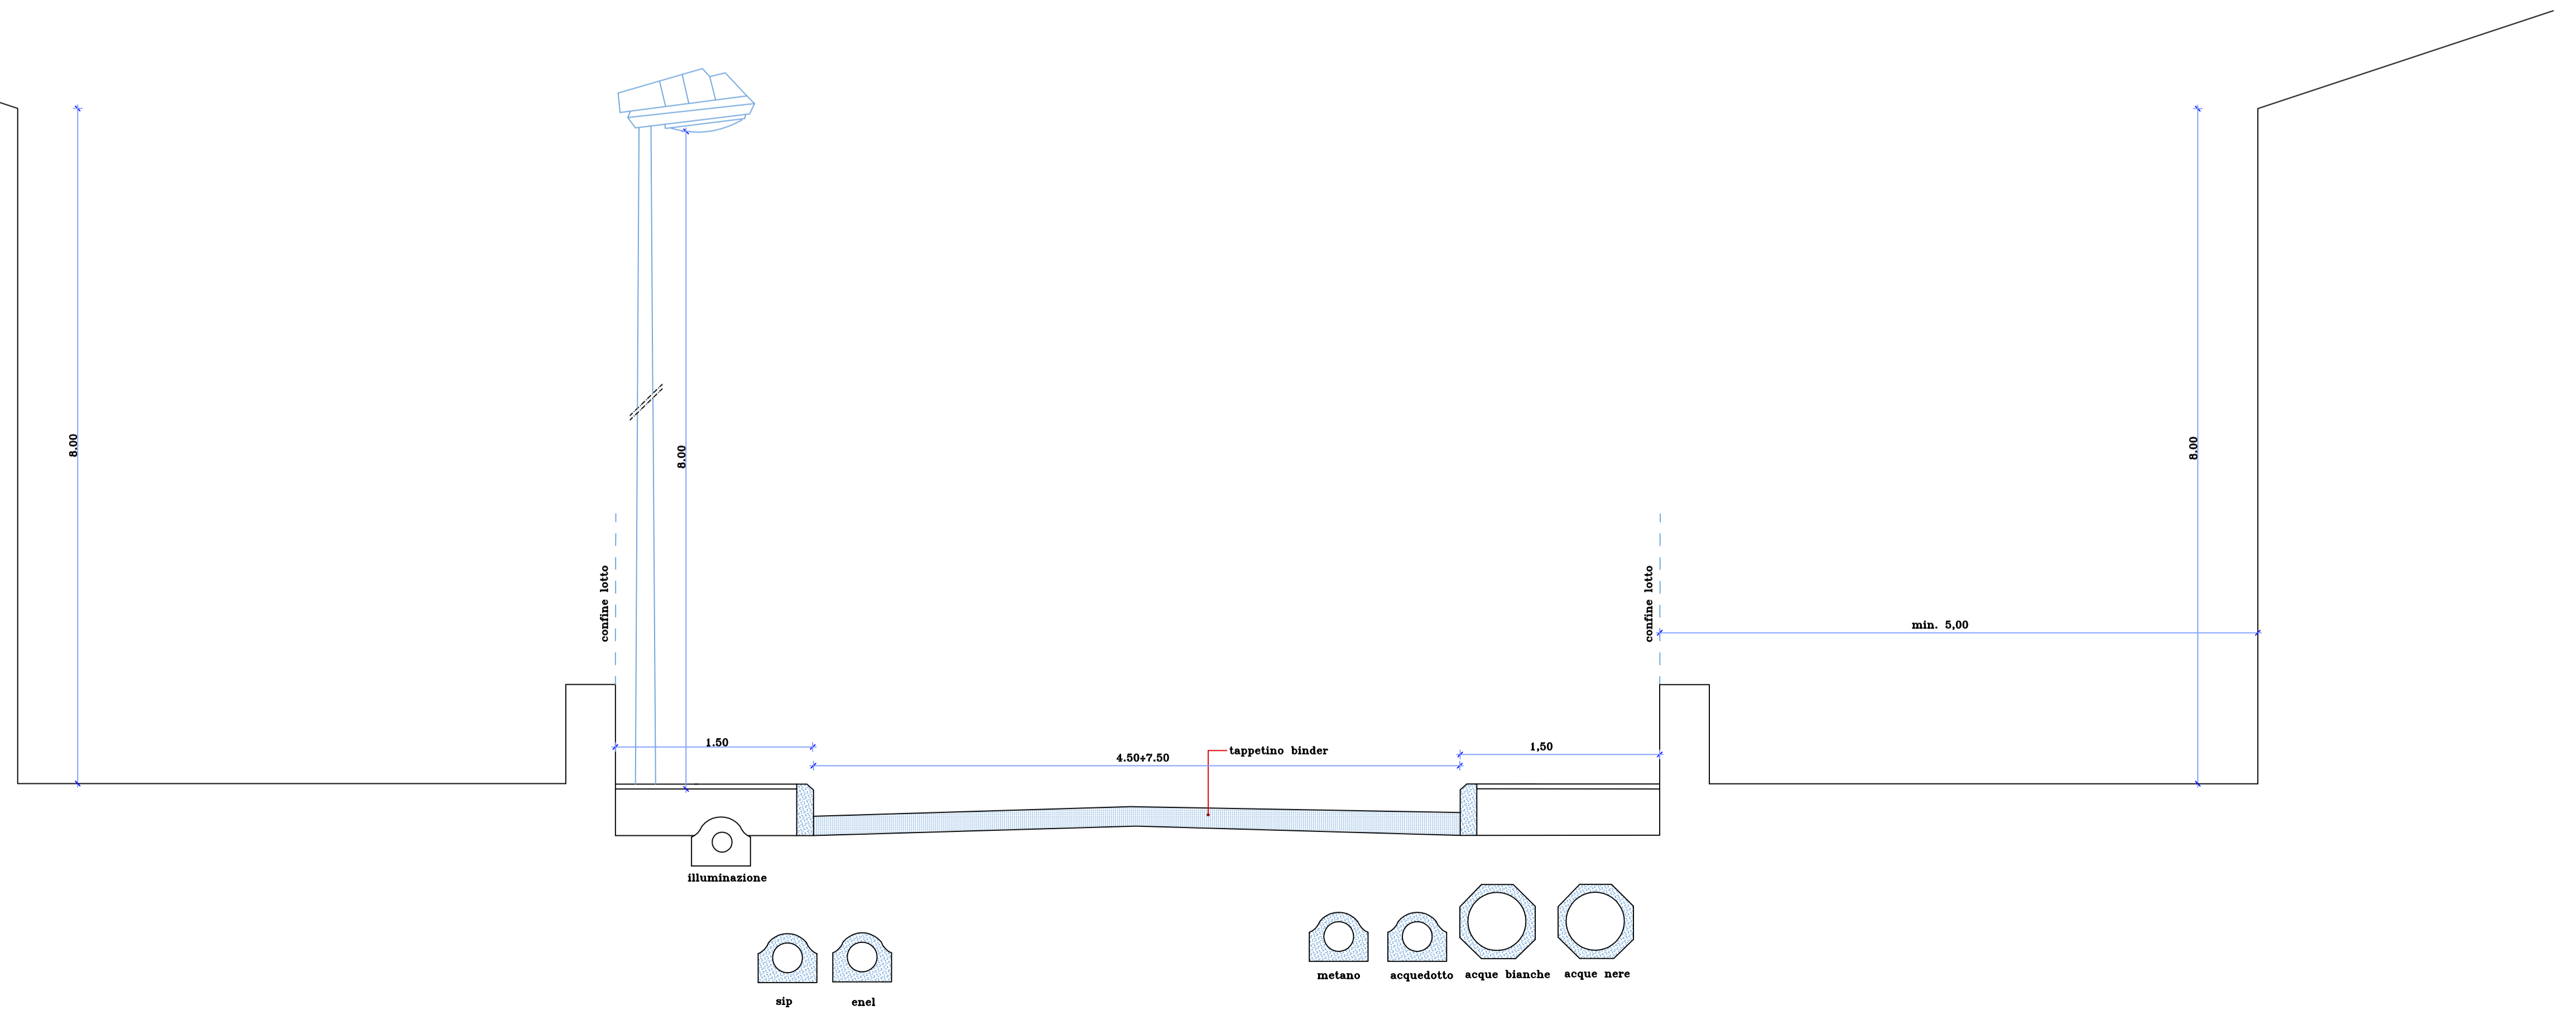 8.00
8.00
8.00
confine lotto
confine lotto
min. 5,00
1.50
1,50
tappetino binder
4.50÷7.50
illuminazione
metano
acquedotto
acque bianche
acque nere
sip
enel